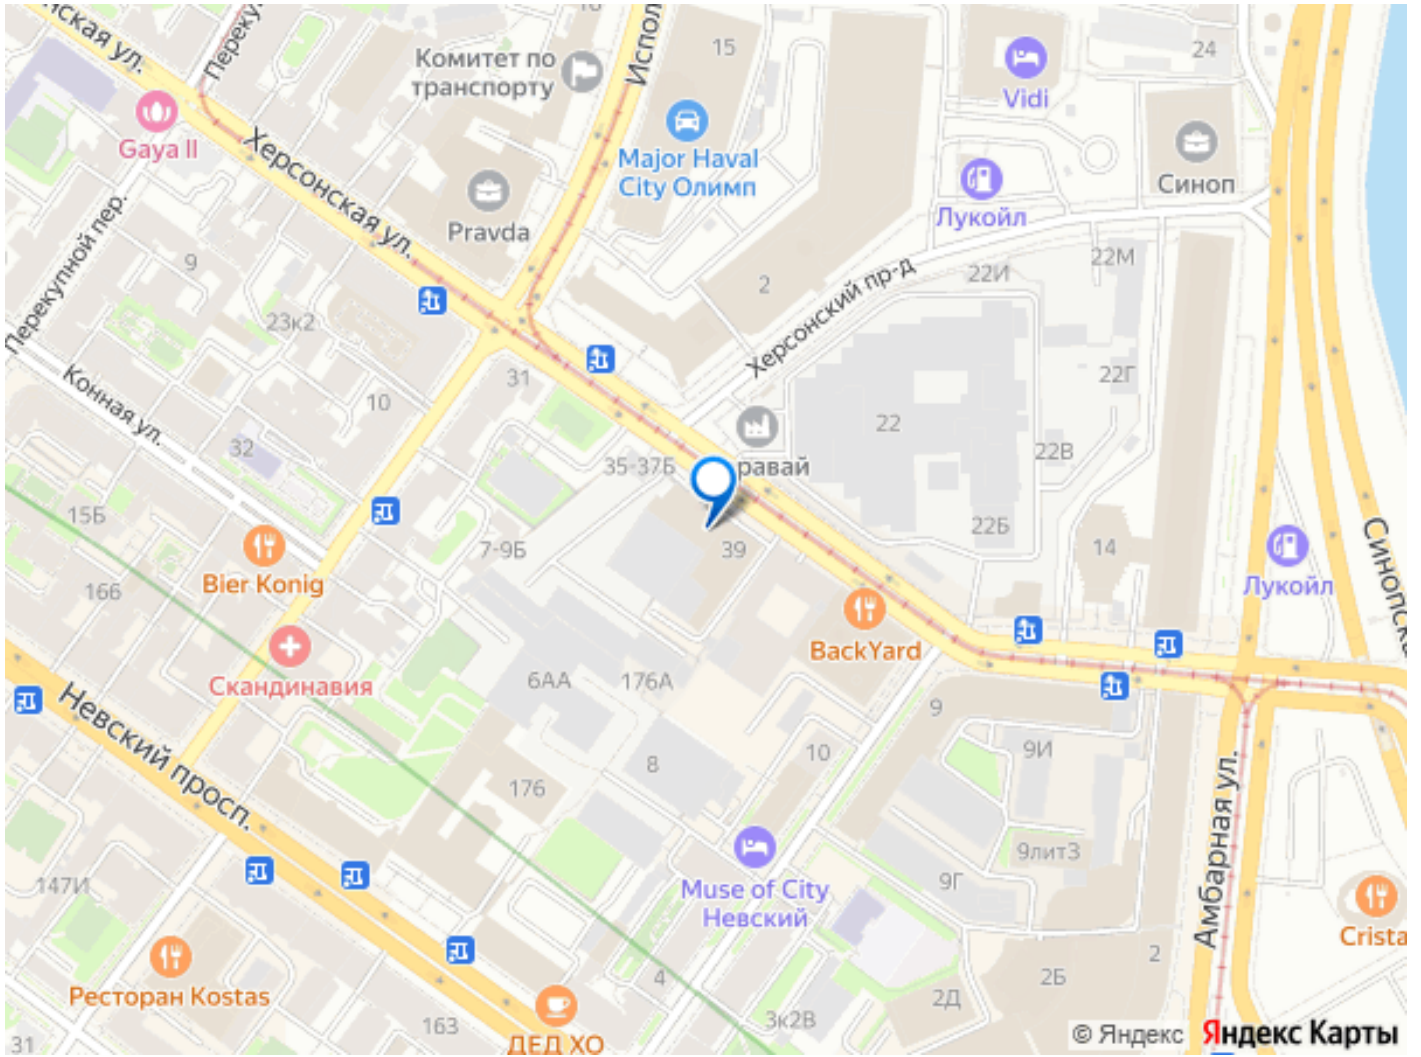 нская ул.
Переку
Испол
15
24
Комитет по
транспорту
Vidi
Gaya II
Херсонская ул.
Major Haval
City Олимп
Синоп
Лукойл
Pravda
Перекупной пер.
9
2
22М
22И
Херсонский пр-д
23к2
31
10
22Г
Конная ул.
32
22
22В
35-37Б
равай
15Б
7-9Б
39
22Б
14
Bier Konig
16б
Лукойл
Синопска
BackYard
Скандинавия
6АА
176А
9
9И
Невский просп.
8
10
176
Амбарная ул.
9лит3
9Г
147И
Muse of City
Невский
Crista
2
2Б
2Д
4
Ресторан Kostas
163
3к2В
31
ДЕД ХО
© Яндекс Яндекс Карты